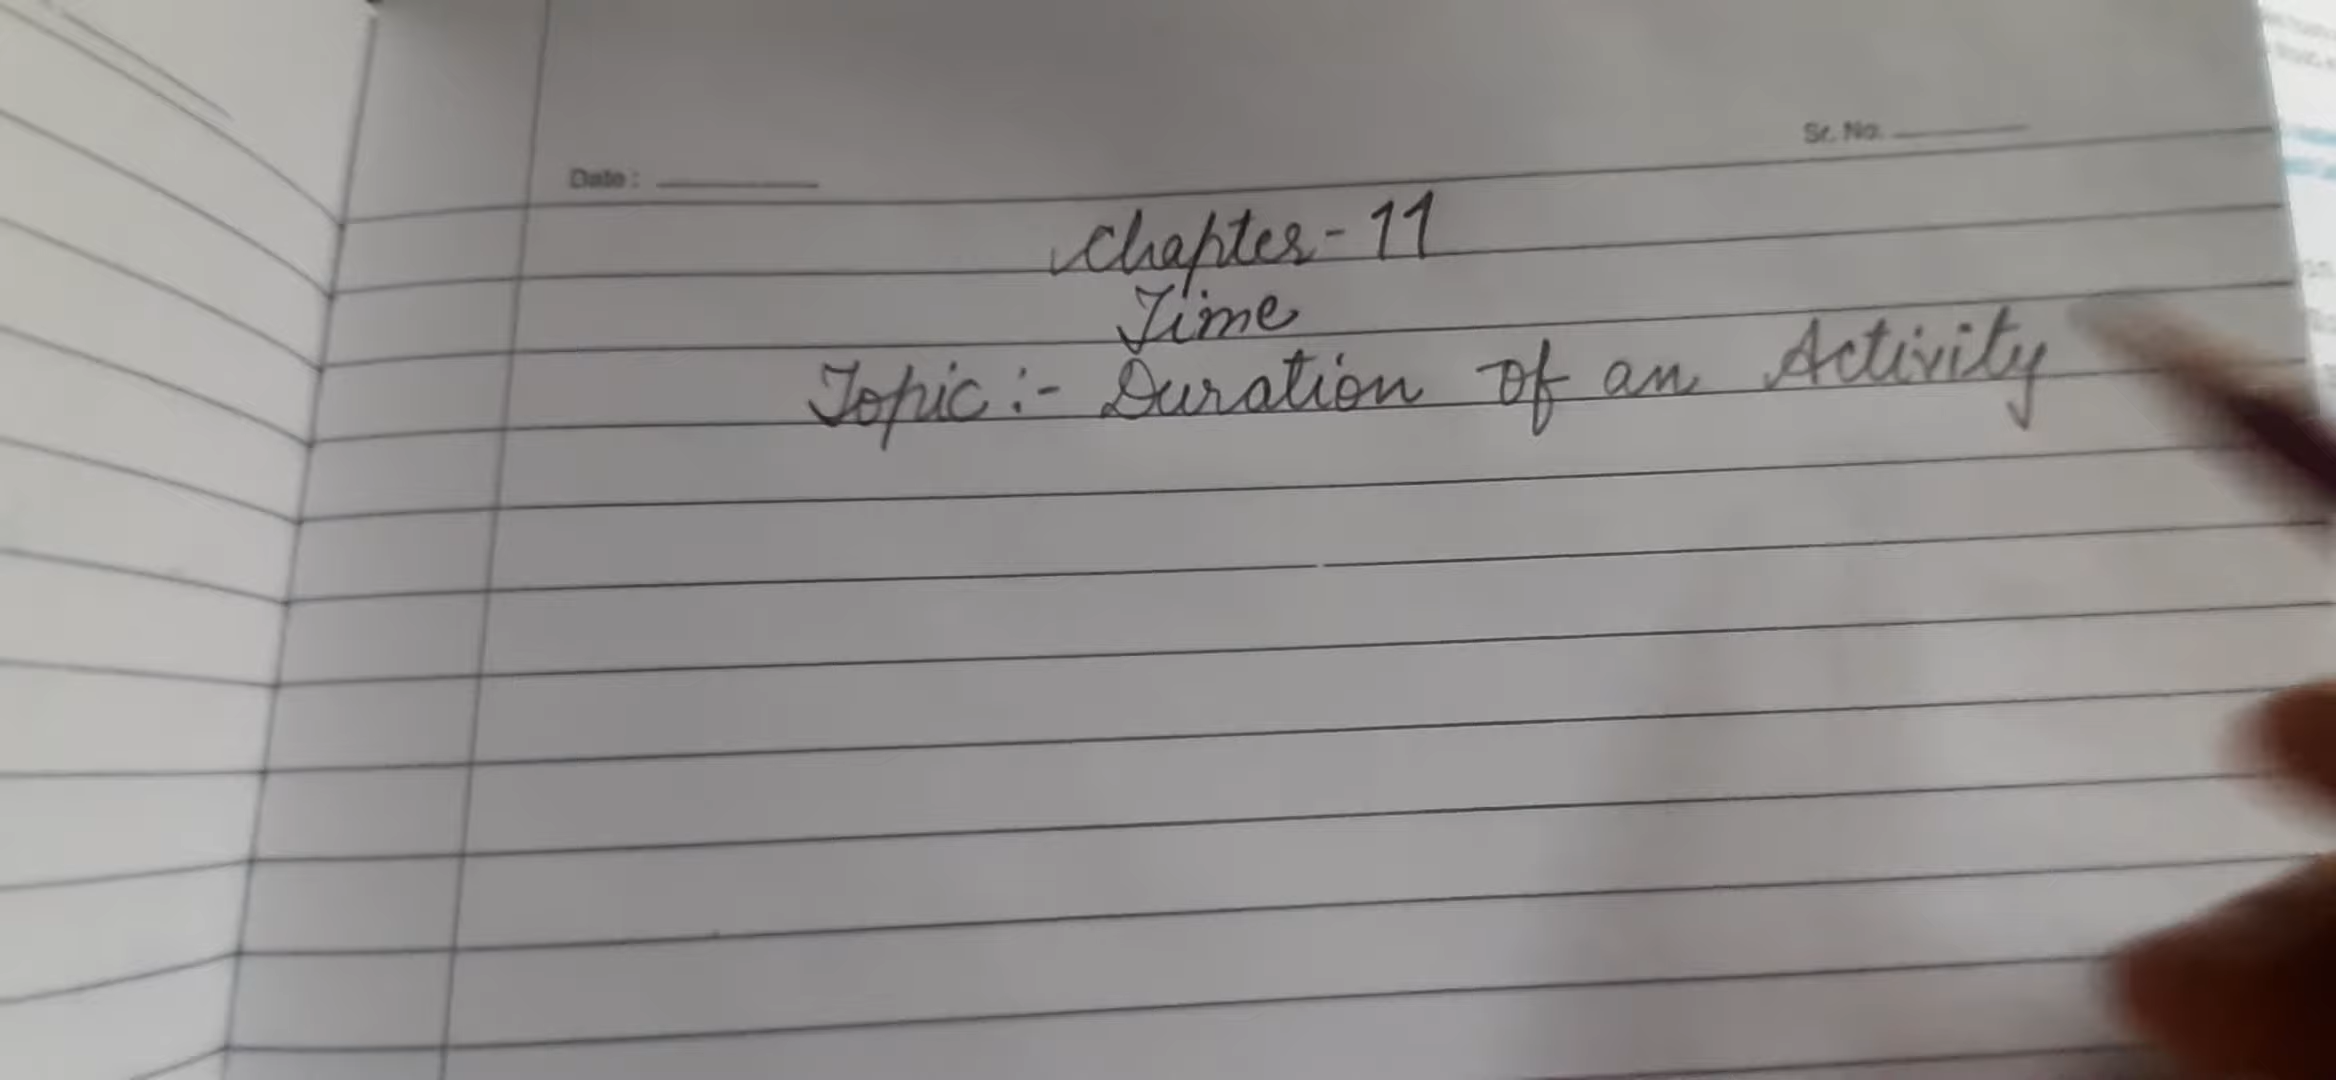 Sr. No.
Date :
Chapter - 11
Time
Topic :- Duration of an Activity